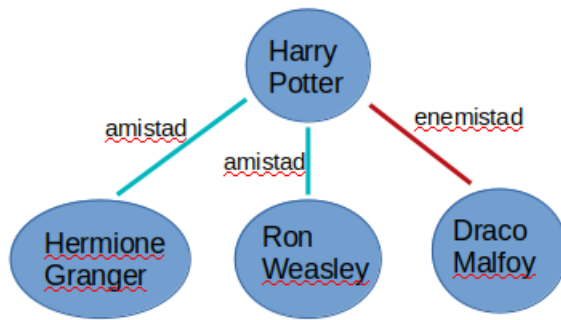 Harry
Potter
amistad
enemistad
amistad
Hermione
Granger
Ron
Weasley
Draco
Malfoy